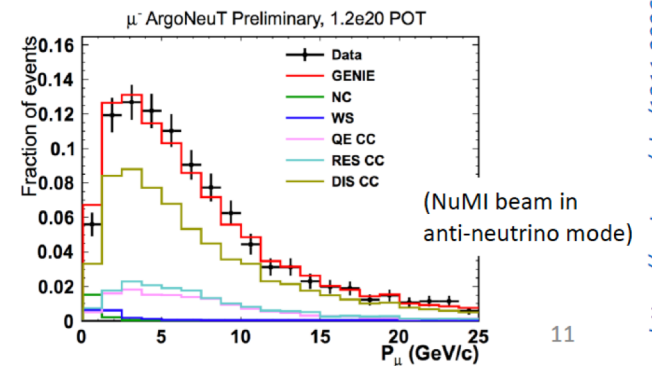 μ⁻ ArgoNeuT Preliminary, 1.2e20 POT
Fraction of events
0.16
0.14
0.12
0.1
0.08
0.06
0.04
0.02
0
Data
GENIE
NC
WS
QE CC
RES CC
DIS CC
(NuMI beam in
anti-neutrino mode)
0 5 10 15 20 25
Pμ (GeV/c)
11